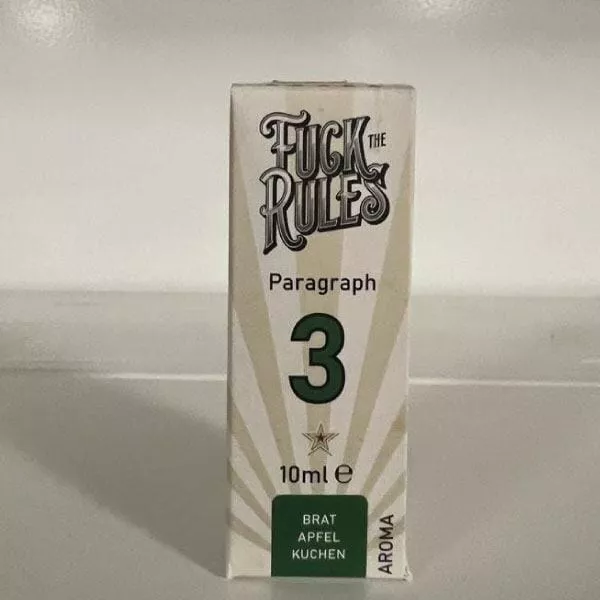 FUCK THE
RULES
Paragraph
3
10ml ℮
BRAT
APFEL
KUCHEN
AROMA